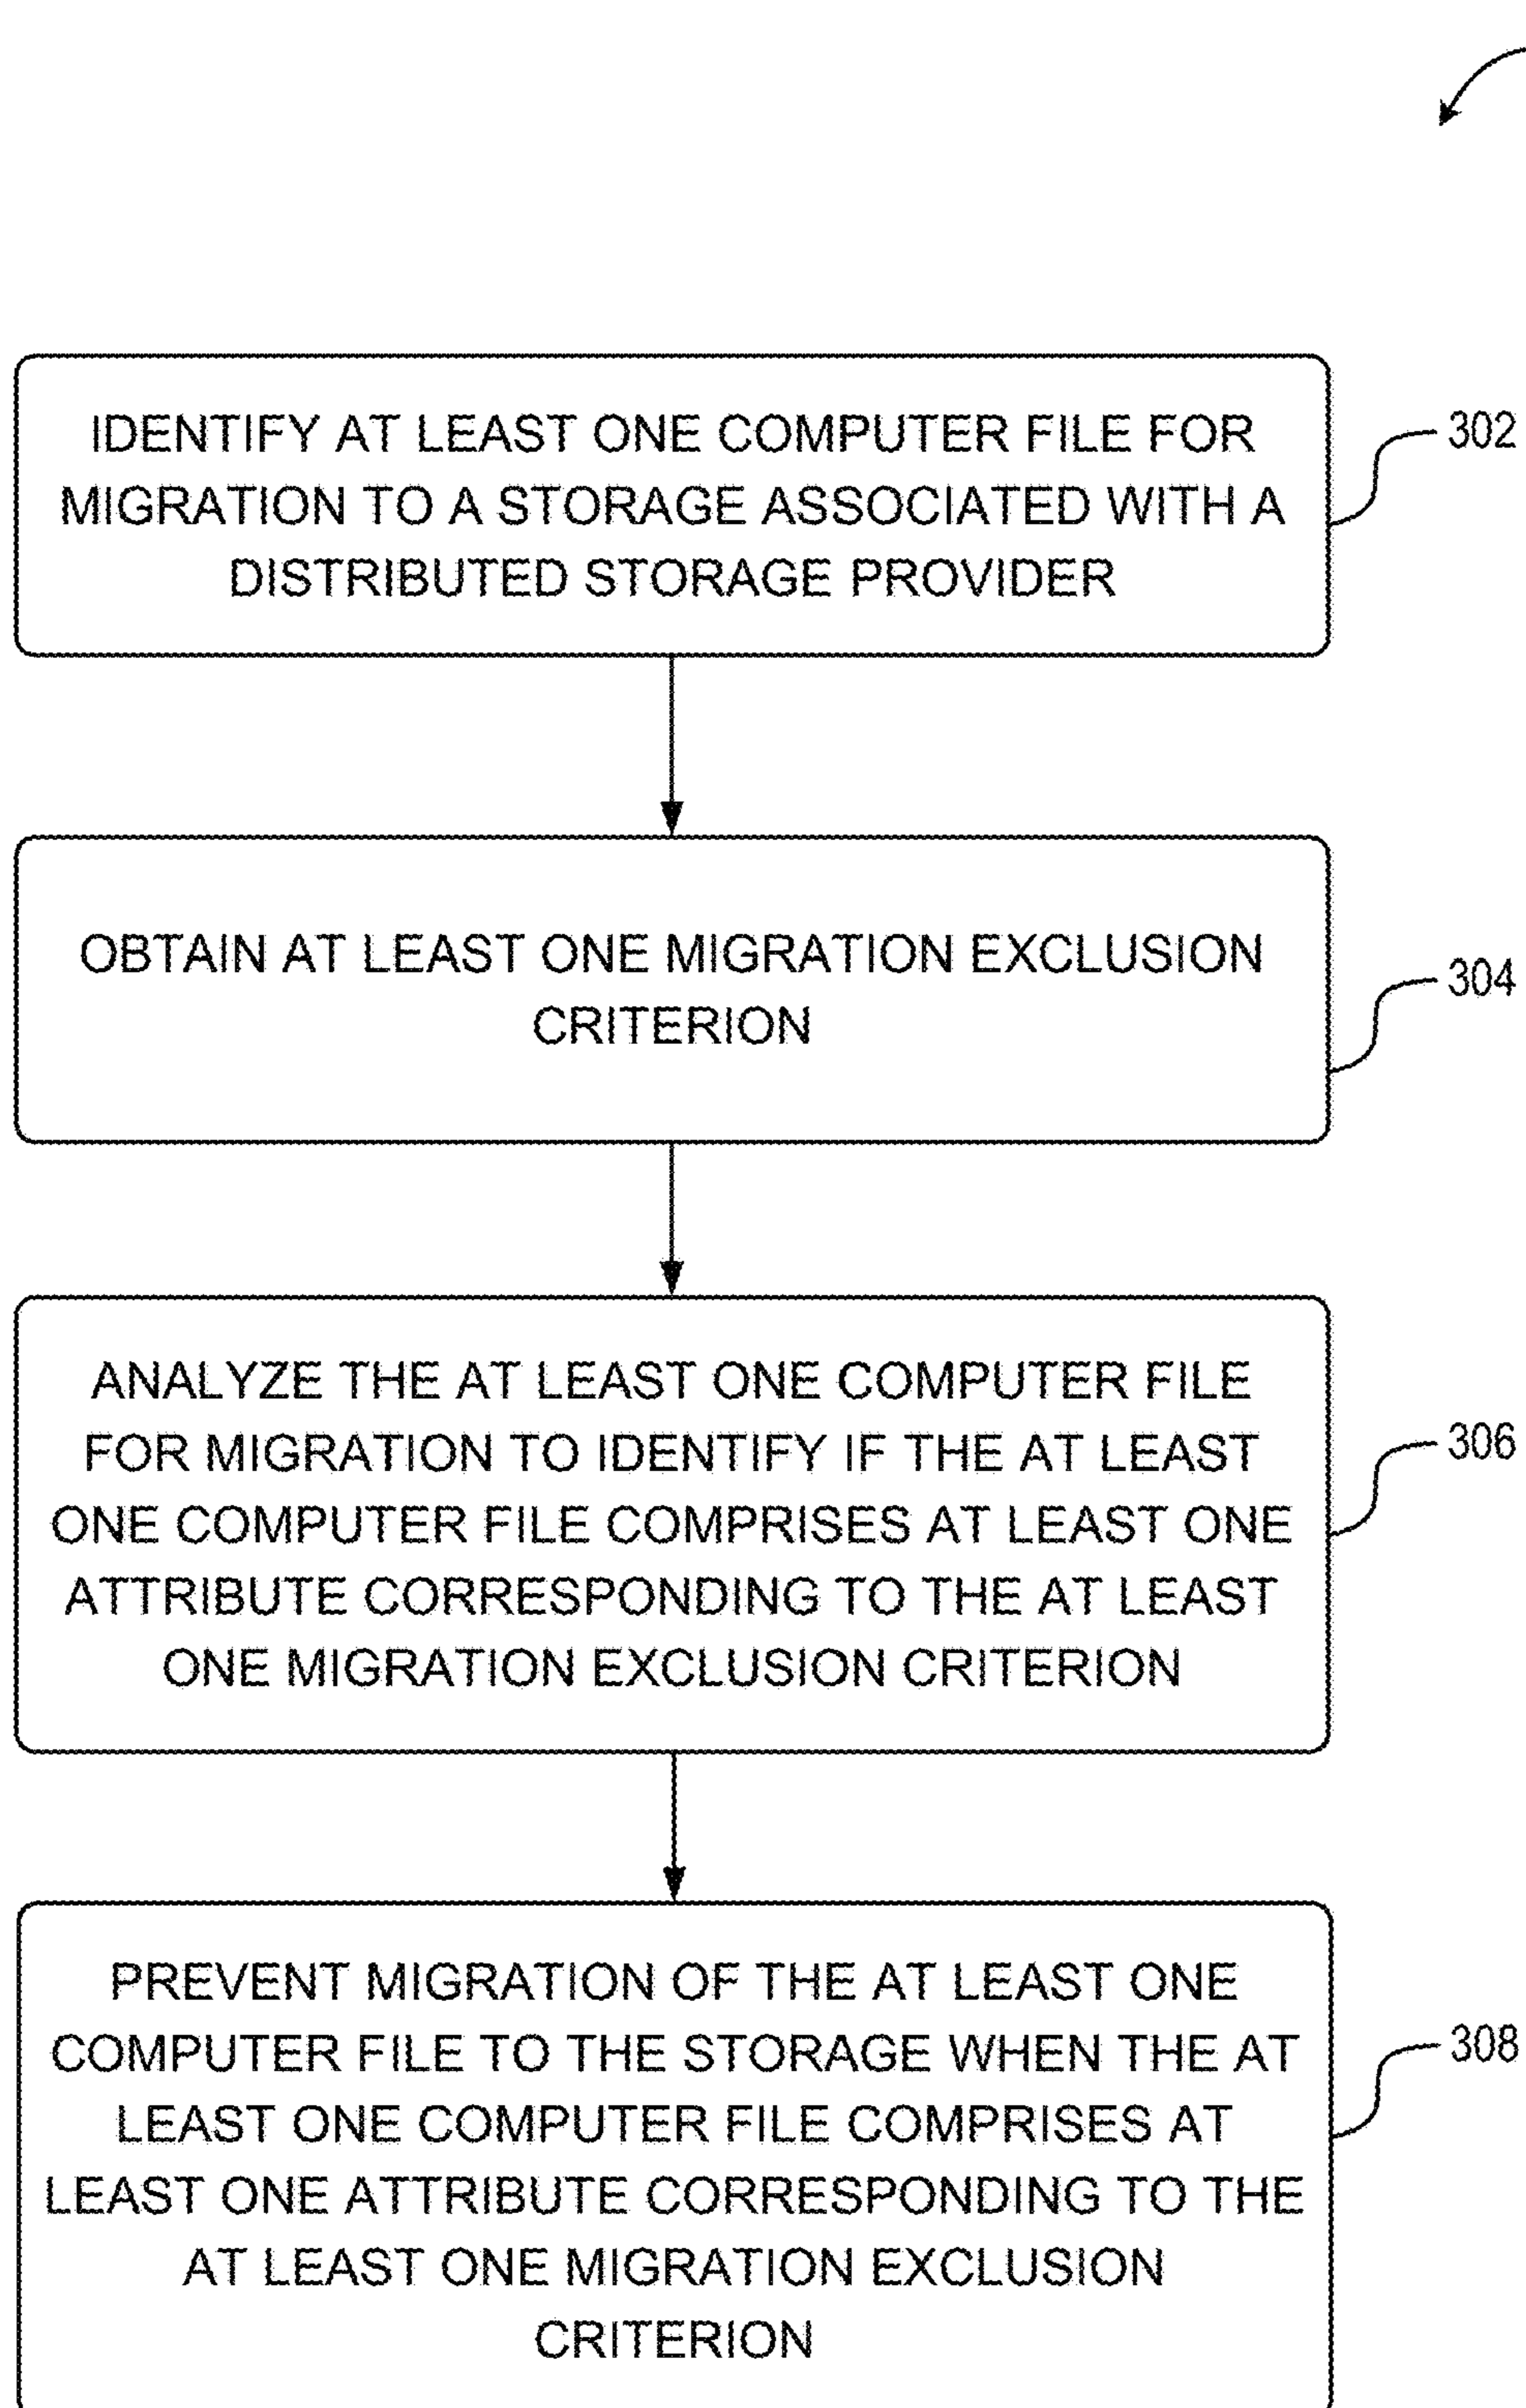 IDENTIFY AT LEAST ONE COMPUTER FILE FOR
MIGRATION TO A STORAGE ASSOCIATED WITH A
DISTRIBUTED STORAGE PROVIDER
302
OBTAIN AT LEAST ONE MIGRATION EXCLUSION
CRITERION
304
ANALYZE THE AT LEAST ONE COMPUTER FILE
FOR MIGRATION TO IDENTIFY IF THE AT LEAST
ONE COMPUTER FILE COMPRISES AT LEAST ONE
ATTRIBUTE CORRESPONDING TO THE AT LEAST
ONE MIGRATION EXCLUSION CRITERION
306
PREVENT MIGRATION OF THE AT LEAST ONE
COMPUTER FILE TO THE STORAGE WHEN THE AT
LEAST ONE COMPUTER FILE COMPRISES AT
LEAST ONE ATTRIBUTE CORRESPONDING TO THE
AT LEAST ONE MIGRATION EXCLUSION
CRITERION
308